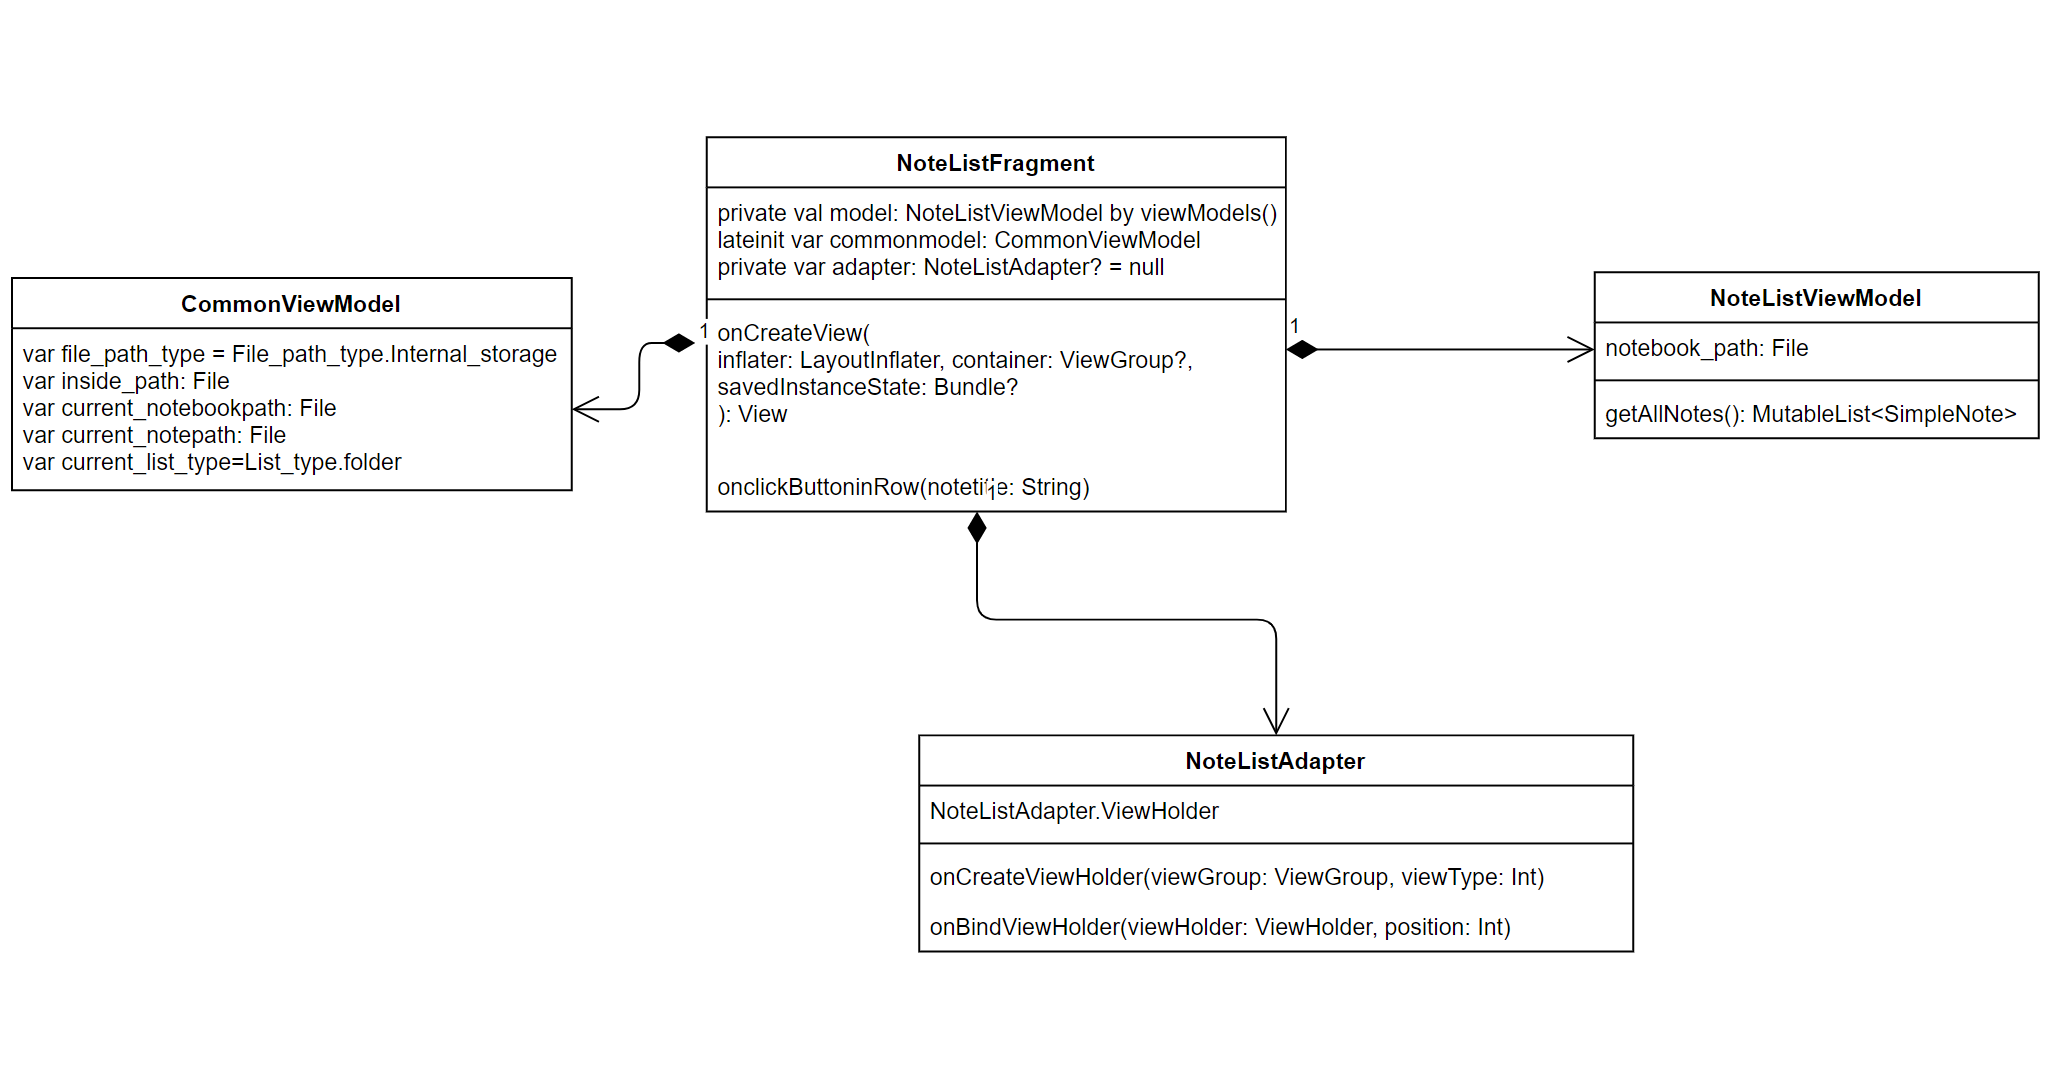 NoteListFragment
private val model: NoteListViewModel by viewModels()
lateinit var commonmodel: CommonViewModel
private var adapter: NoteListAdapter? = null
1
onCreateView(
inflater: LayoutInflater, container: ViewGroup?,
savedInstanceState: Bundle?
): View
onclickButtoninRow(notetitle: String)
1
1
CommonViewModel
var file_path_type = File_path_type.Internal_storage
var inside_path: File
var current_notebookpath: File
var current_notepath: File
var current_list_type=List_type.folder
NoteListViewModel
notebook_path: File
getAllNotes(): MutableList<SimpleNote>
NoteListAdapter
NoteListAdapter.ViewHolder
onCreateViewHolder(viewGroup: ViewGroup, viewType: Int)
onBindViewHolder(viewHolder: ViewHolder, position: Int)